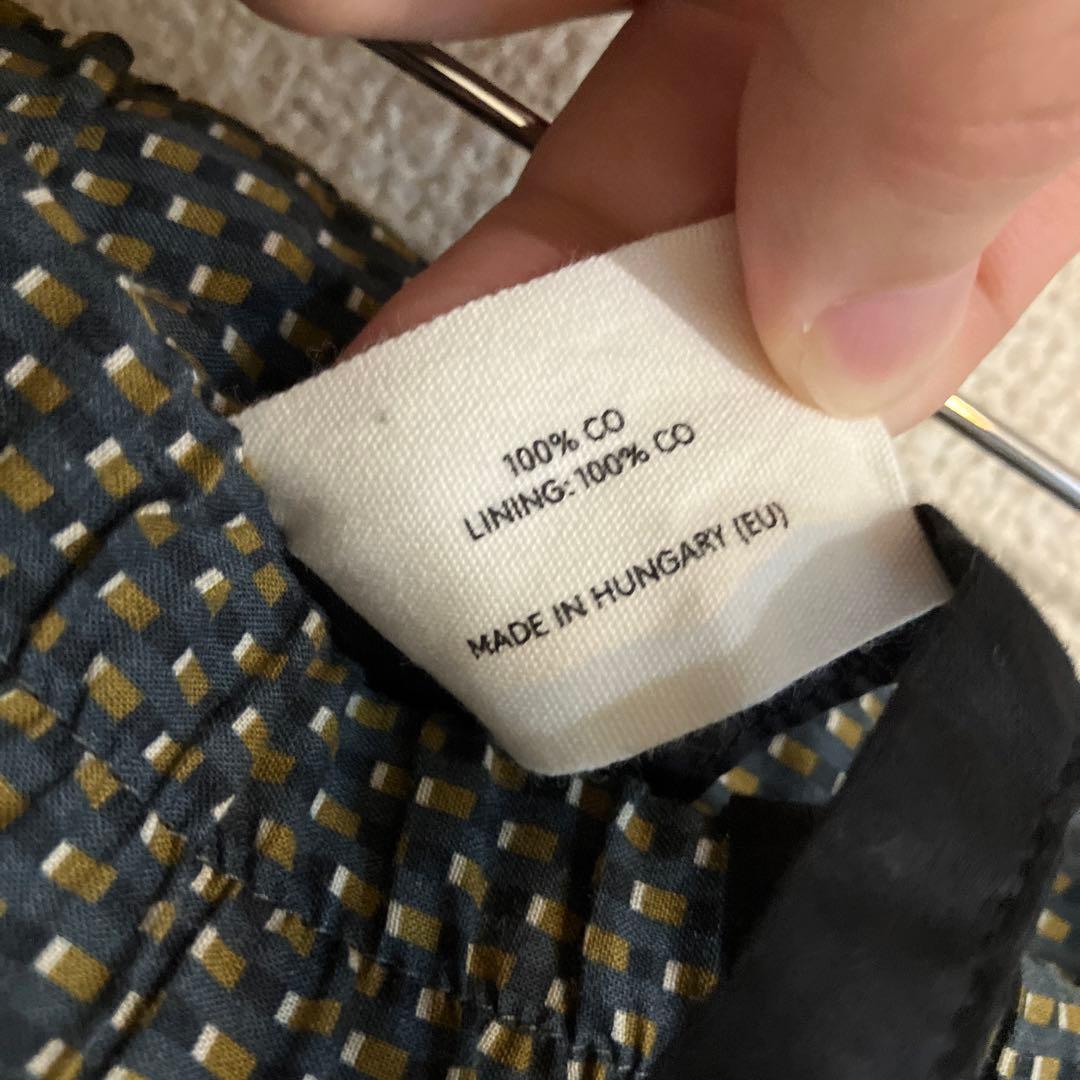 100% CO
LINING: 100% CO
MADE IN HUNGARY (EU)